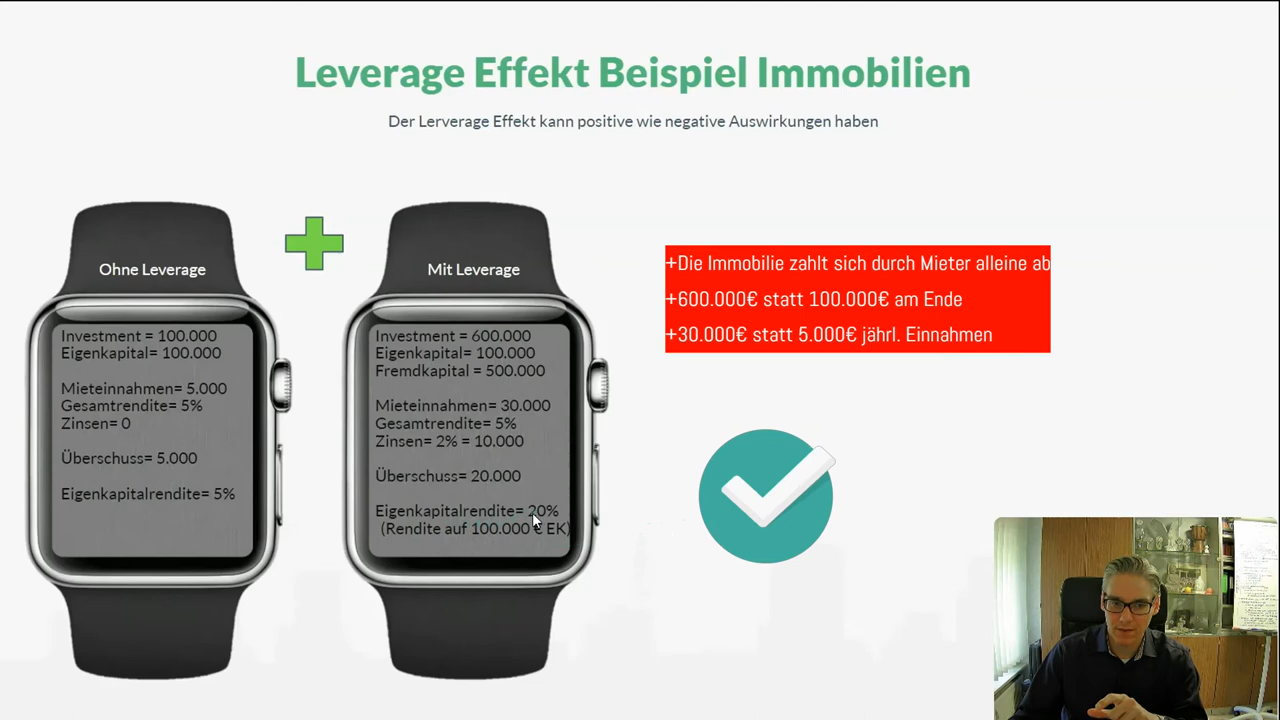 Leverage Effekt Beispiel Immobilien
Der Lerverage Effekt kann positive wie negative Auswirkungen haben
Ohne Leverage
Investment = 100.000
Eigenkapital= 100.000
Mieteinnahmen= 5.000
Gesamtrendite= 5%
Zinsen= 0
Überschuss= 5.000
Eigenkapitalrendite= 5%
Mit Leverage
Investment = 600.000
Eigenkapital= 100.000
Fremdkapital = 500.000
Mieteinnahmen= 30.000
Gesamtrendite= 5%
Zinsen= 2% = 10.000
Überschuss= 20.000
Eigenkapitalrendite= 20%
(Rendite auf 100.000 € EK)
+Die Immobilie zahlt sich durch Mieter alleine ab
+600.000€ statt 100.000€ am Ende
+30.000€ statt 5.000€ jährl. Einnahmen